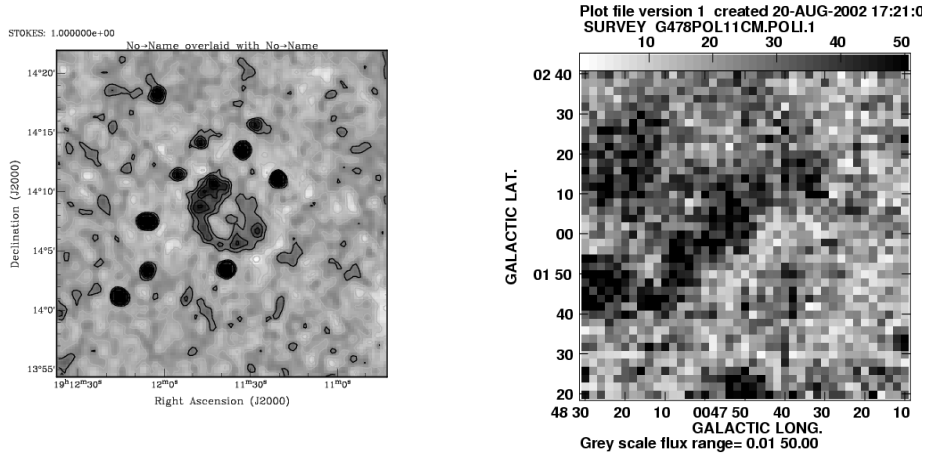 STOKES: 1.000000e+00
No→Name overlaid with No→Name
14°20'
14°15'
14°10'
14°5'
14°0'
13°55'
Declination (J2000)
19ʰ12ᵐ30ˢ 12ᵐ0ˢ 11ᵐ30ˢ 11ᵐ0ˢ
Right Ascension (J2000)
Plot file version 1 created 20-AUG-2002 17:21:0
SURVEY G478POL11CM.POLI.1
10 20 30 40 50
02 40
30
20
10
00
01 50
40
30
20
GALACTIC LAT.
48 30 20 10 0047 50 40 30 20 10
GALACTIC LONG.
Grey scale flux range= 0.01 50.00